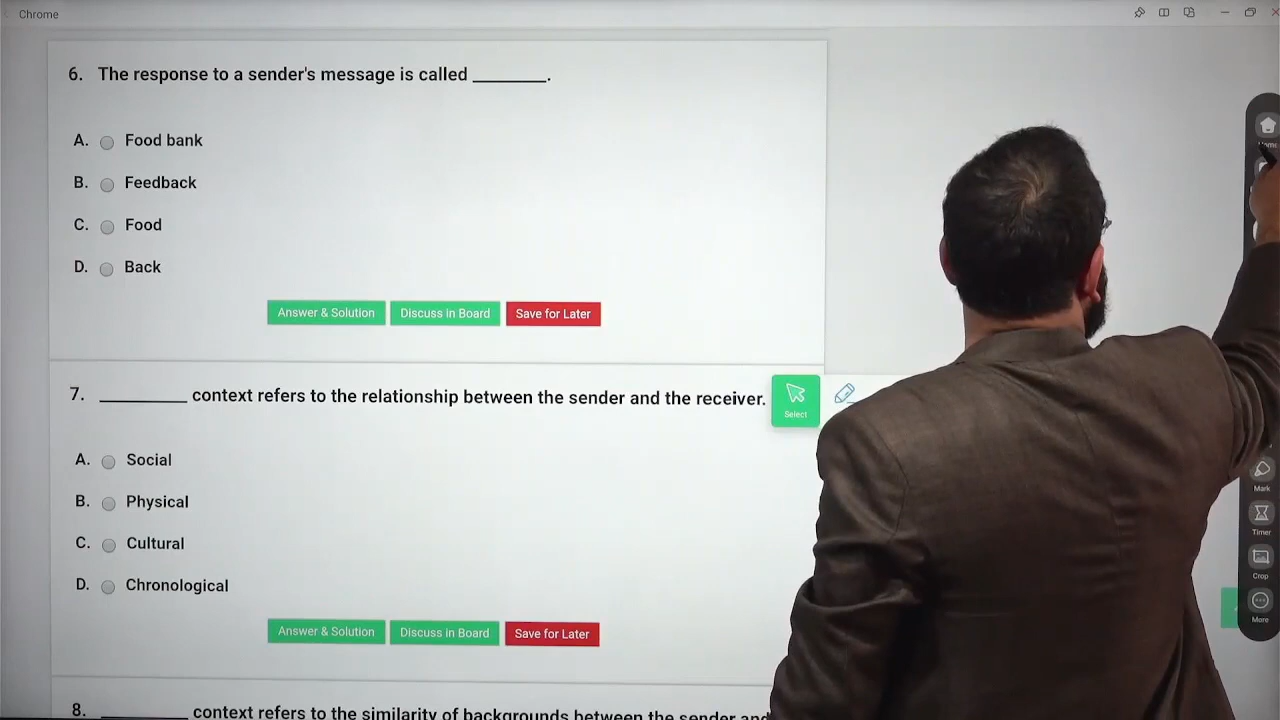 Chrome
6. The response to a sender's message is called ________.
A. Food bank
B. Feedback
C. Food
D. Back
Answer & Solution Discuss in Board Save for Later
7. _________ context refers to the relationship between the sender and the receiver.
Select
A. Social
B. Physical
C. Cultural
D. Chronological
Answer & Solution Discuss in Board Save for Later
8. _________ context refers to the similarity of backgrounds between the sender and
Home
Mark
Timer
Crop
More